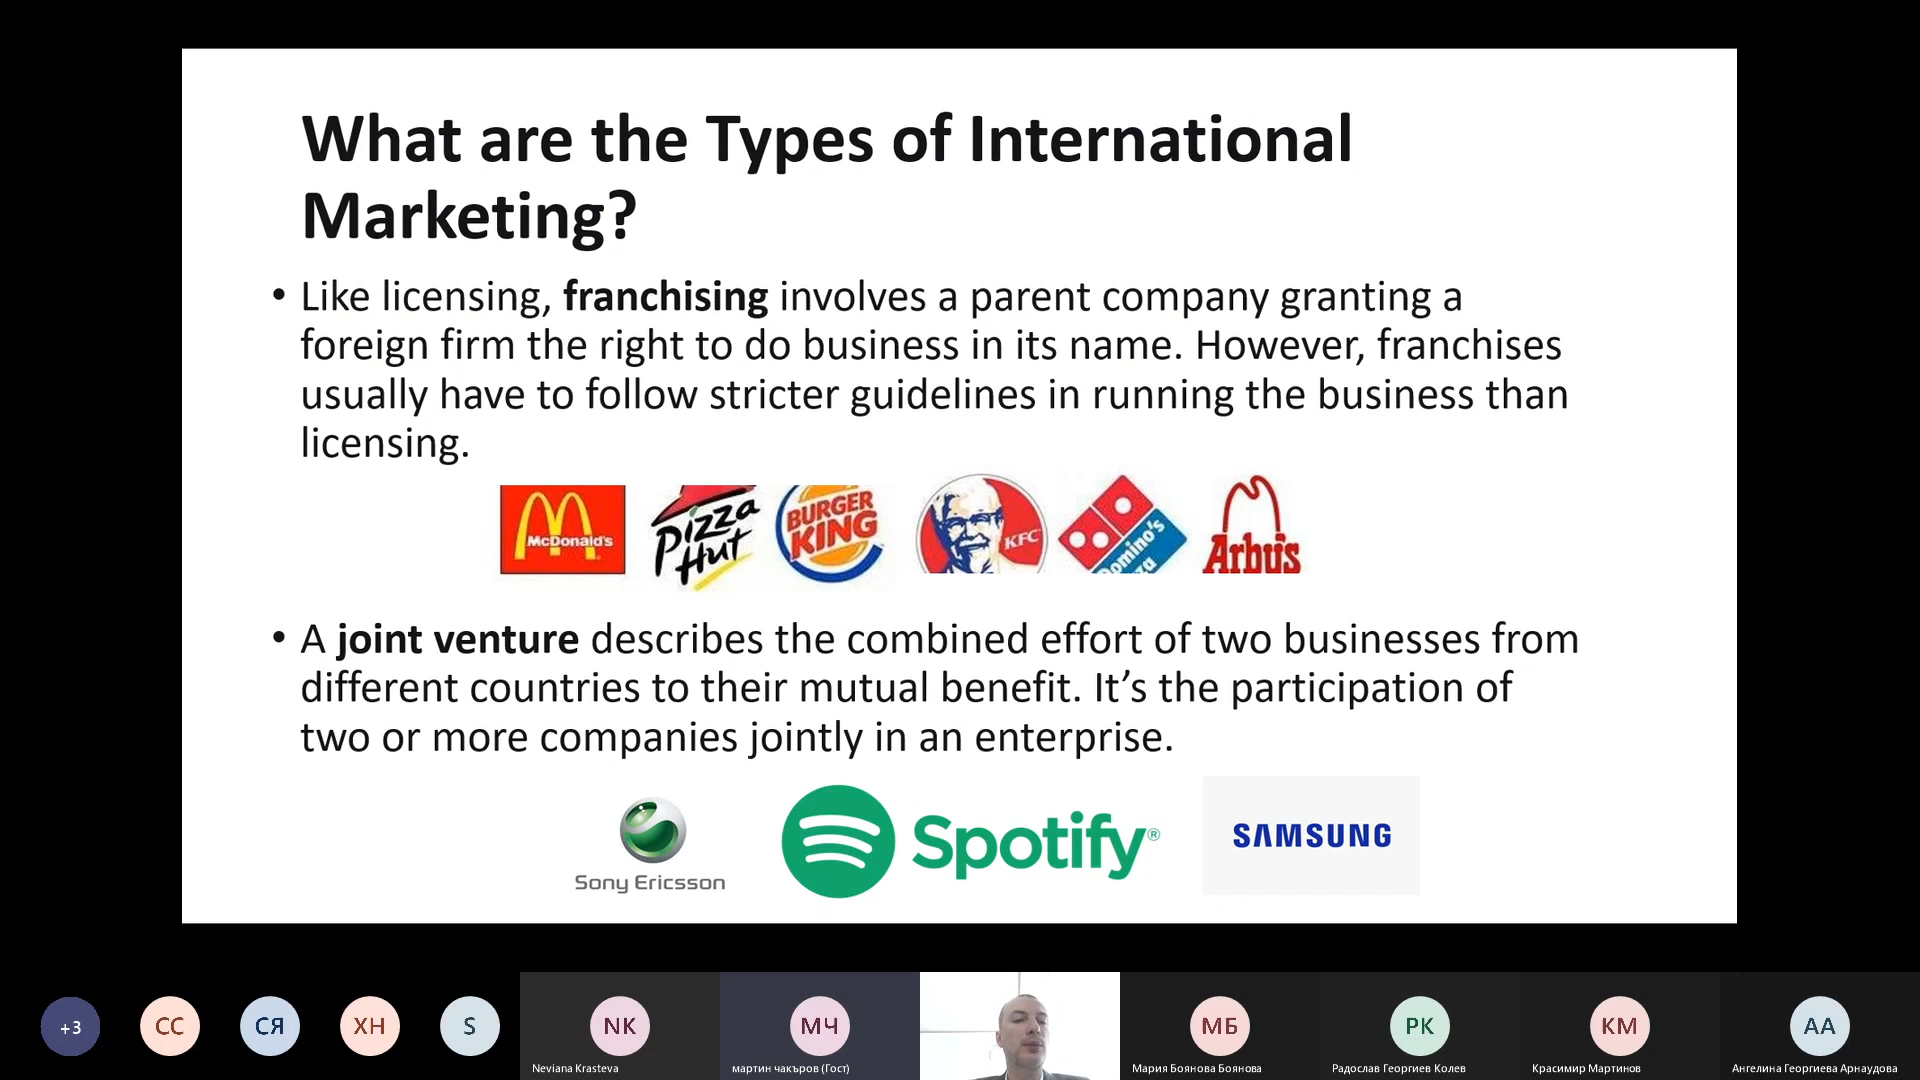 What are the Types of International
Marketing?
• Like licensing, franchising involves a parent company granting a
foreign firm the right to do business in its name. However, franchises
usually have to follow stricter guidelines in running the business than
licensing.
McDonald's
Pizza
Hut
BURGER
KING
KFC
Domino's
Arby's
• A joint venture describes the combined effort of two businesses from
different countries to their mutual benefit. It’s the participation of
two or more companies jointly in an enterprise.
Sony Ericsson
Spotify®
SAMSUNG
+3
СС
СЯ
ХН
S
NK
МЧ
МБ
РК
КМ
АА
Neviana Krasteva
мартин чакъров (Гост)
Мария Боянова Боянова
Радослав Георгиев Колев
Красимир Мартинов
Ангелина Георгиева Арнаудова